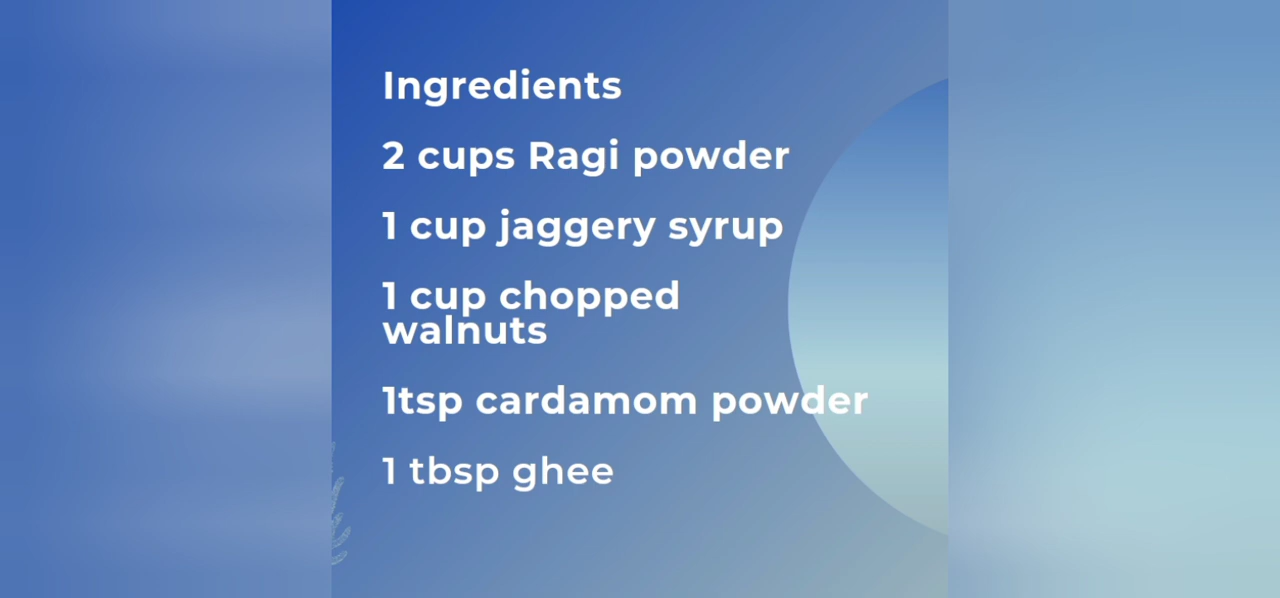 Ingredients
2 cups Ragi powder
1 cup jaggery syrup
1 cup chopped
walnuts
1tsp cardamom powder
1 tbsp ghee